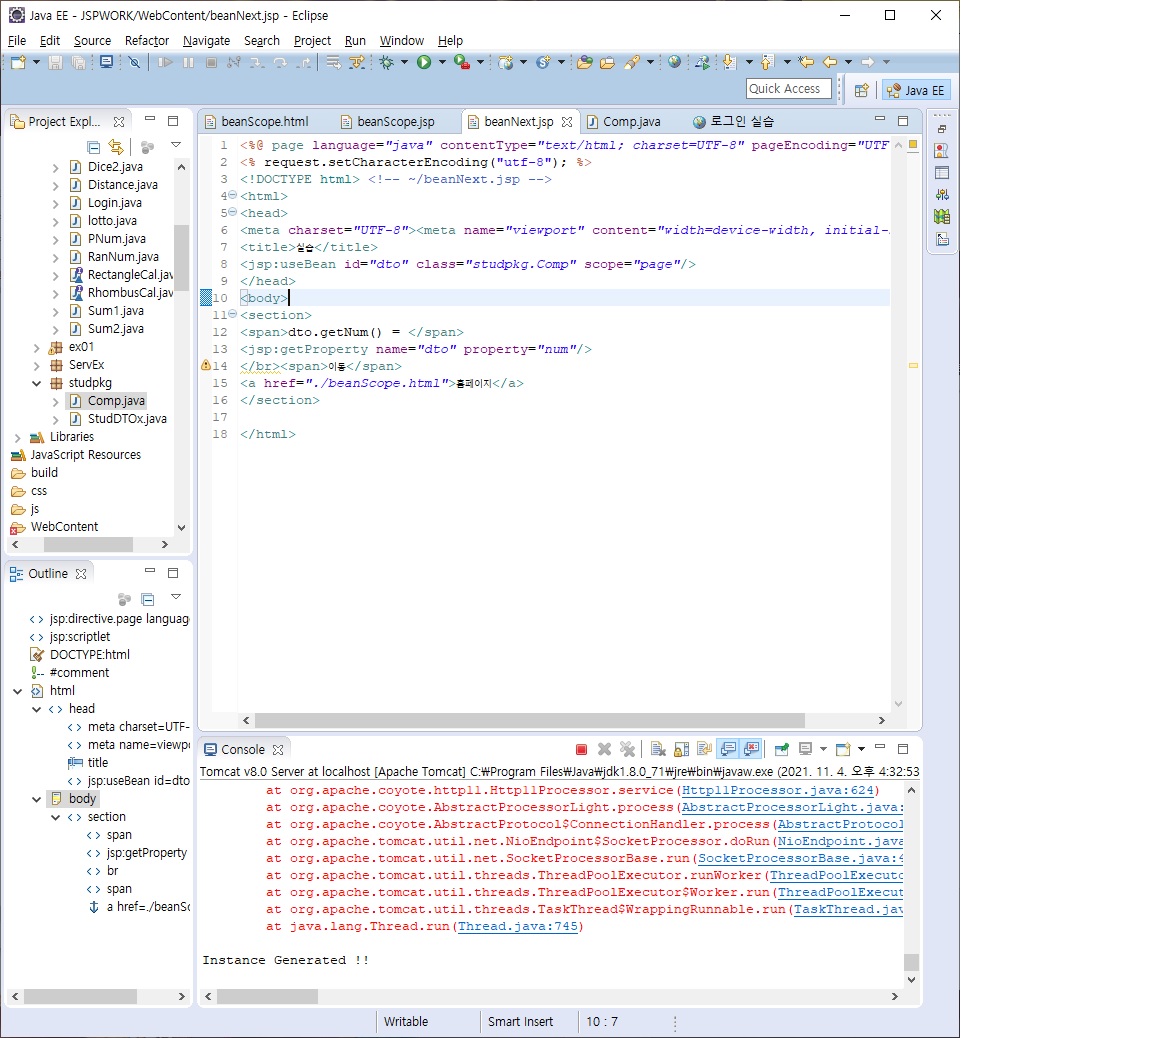 Java EE - JSPWORK/WebContent/beanNext.jsp - Eclipse
File Edit Source Refactor Navigate Search Project Run Window Help
Quick Access
Java EE
Project Expl...
Dice2.java
Distance.java
Login.java
lotto.java
PNum.java
RanNum.java
RectangleCal.jav
RhombusCal.jav
Sum1.java
Sum2.java
ex01
ServEx
studpkg
Comp.java
StudDTOx.java
Libraries
JavaScript Resources
build
css
js
WebContent
beanScope.html beanScope.jsp beanNext.jsp Comp.java 로그인 실습
1 <%@ page language="java" contentType="text/html; charset=UTF-8" pageEncoding="UTF
2 <% request.setCharacterEncoding("utf-8"); %>
3 <!DOCTYPE html> <!-- ~/beanNext.jsp -->
4 <html>
5 <head>
6 <meta charset="UTF-8"><meta name="viewport" content="width=device-width, initial-
7 <title>실습</title>
8 <jsp:useBean id="dto" class="studpkg.Comp" scope="page"/>
9 </head>
10 <body>
11 <section>
12 <span>dto.getNum() = </span>
13 <jsp:getProperty name="dto" property="num"/>
14 </br><span>이동</span>
15 <a href="./beanScope.html">홈페이지</a>
16 </section>
17
18 </html>
Outline
jsp:directive.page languag
jsp:scriptlet
DOCTYPE:html
#comment
html
head
meta charset=UTF-
meta name=viewpo
title
jsp:useBean id=dto
body
section
span
jsp:getProperty
br
span
a href=./beanSc
Console
Tomcat v8.0 Server at localhost [Apache Tomcat] C:₩Program Files₩Java₩jdk1.8.0_71₩jre₩bin₩javaw.exe (2021. 11. 4. 오후 4:32:53
at org.apache.coyote.http11.Http11Processor.service(Http11Processor.java:624)
at org.apache.coyote.AbstractProcessorLight.process(AbstractProcessorLight.java:
at org.apache.coyote.AbstractProtocol$ConnectionHandler.process(AbstractProtocol
at org.apache.tomcat.util.net.NioEndpoint$SocketProcessor.doRun(NioEndpoint.java
at org.apache.tomcat.util.net.SocketProcessorBase.run(SocketProcessorBase.java:4
at org.apache.tomcat.util.threads.ThreadPoolExecutor.runWorker(ThreadPoolExecuto
at org.apache.tomcat.util.threads.ThreadPoolExecutor$Worker.run(ThreadPoolExecut
at org.apache.tomcat.util.threads.TaskThread$WrappingRunnable.run(TaskThread.jav
at java.lang.Thread.run(Thread.java:745)
Instance Generated !!
Writable Smart Insert 10 : 7